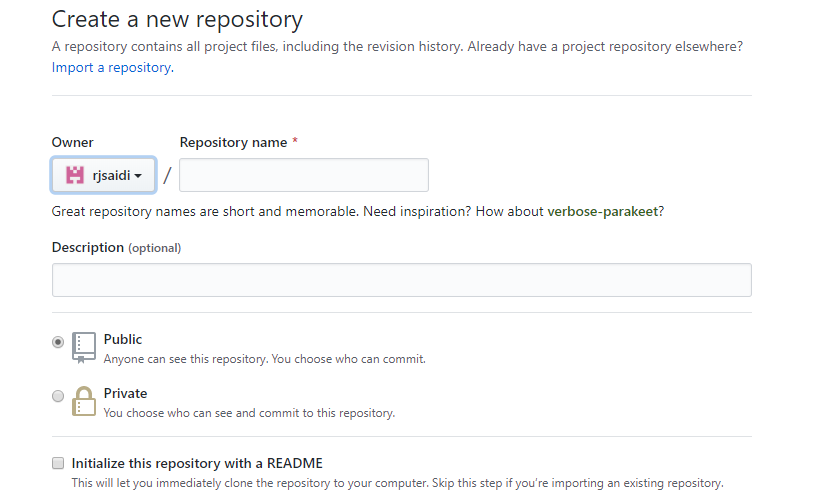 Create a new repository
A repository contains all project files, including the revision history. Already have a project repository elsewhere?
Import a repository.
Owner
Repository name *
rjsaidi
/
Great repository names are short and memorable. Need inspiration? How about verbose-parakeet?
Description (optional)
Public
Anyone can see this repository. You choose who can commit.
Private
You choose who can see and commit to this repository.
Initialize this repository with a README
This will let you immediately clone the repository to your computer. Skip this step if you're importing an existing repository.